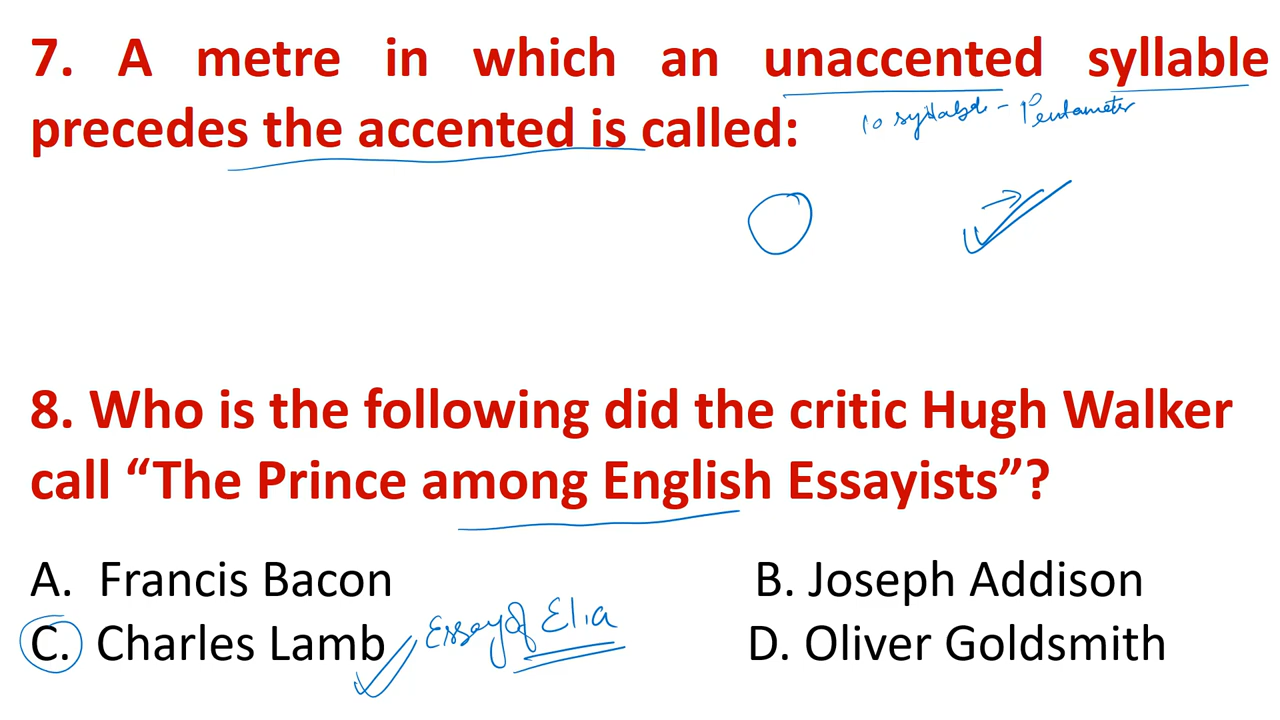 7. A metre in which an unaccented syllable
precedes the accented is called:
10 syllabl - Pentameter
8. Who is the following did the critic Hugh Walker
call “The Prince among English Essayists”?
A. Francis Bacon
B. Joseph Addison
C. Charles Lamb
Essay of Elia
D. Oliver Goldsmith